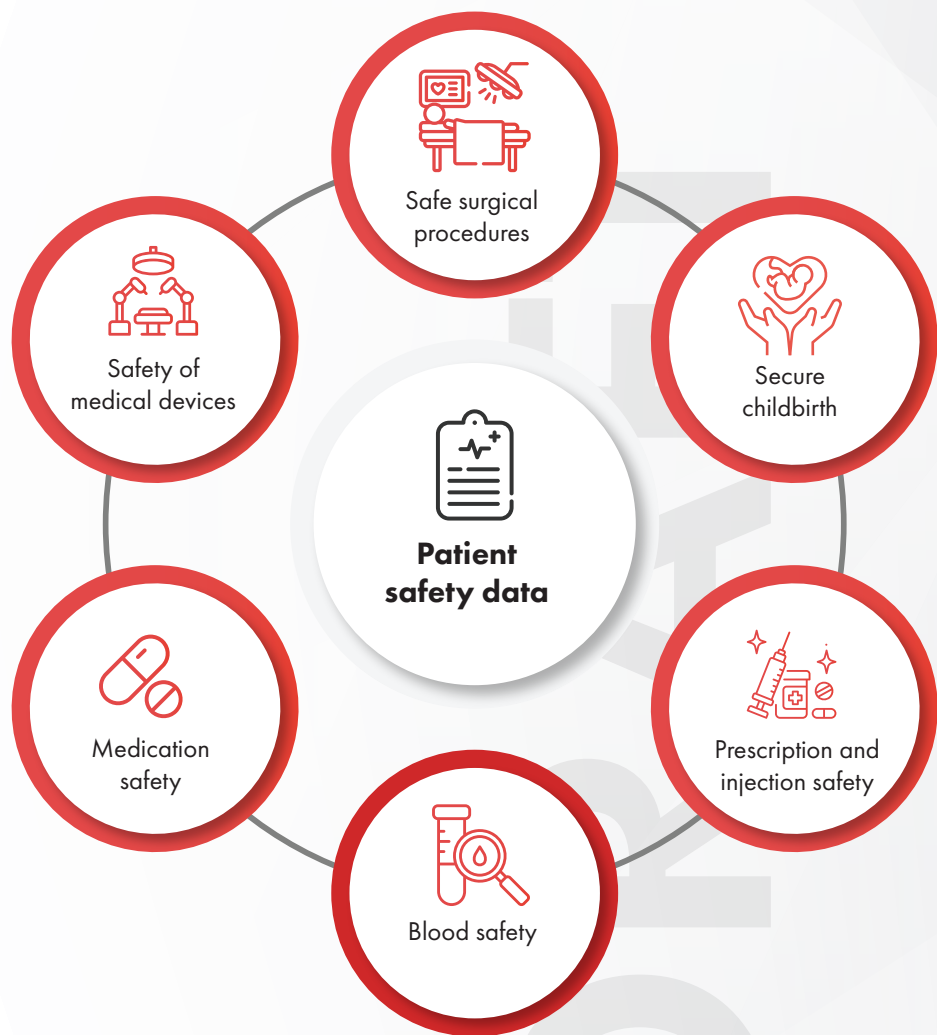 Safe surgical
procedures
Safety of
medical devices
Secure
childbirth
Patient
safety data
Medication
safety
Prescription and
injection safety
Blood safety